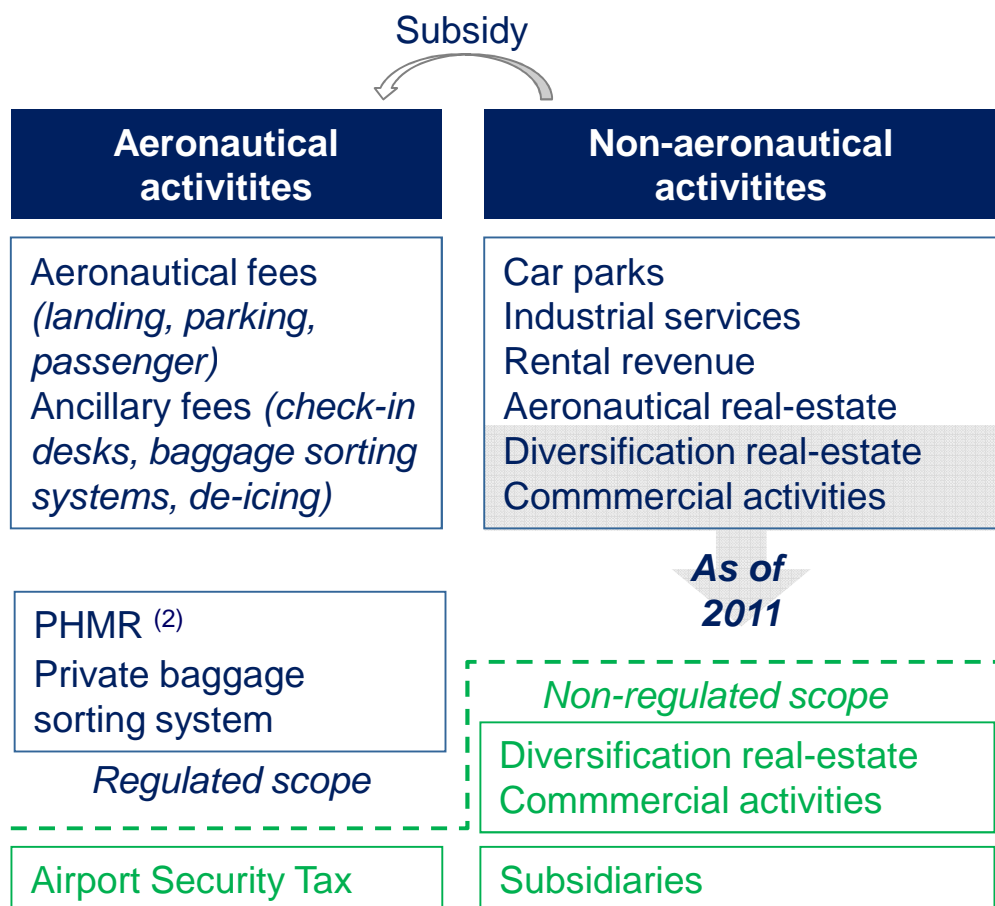 Subsidy
Aeronautical
activitites
Non-aeronautical
activitites
Aeronautical fees
(landing, parking,
passenger)
Ancillary fees (check-in
desks, baggage sorting
systems, de-icing)
Car parks
Industrial services
Rental revenue
Aeronautical real-estate
Diversification real-estate
Commmercial activities
As of
2011
PHMR (2)
Private baggage
sorting system
Regulated scope
Non-regulated scope
Diversification real-estate
Commmercial activities
Airport Security Tax
Subsidiaries